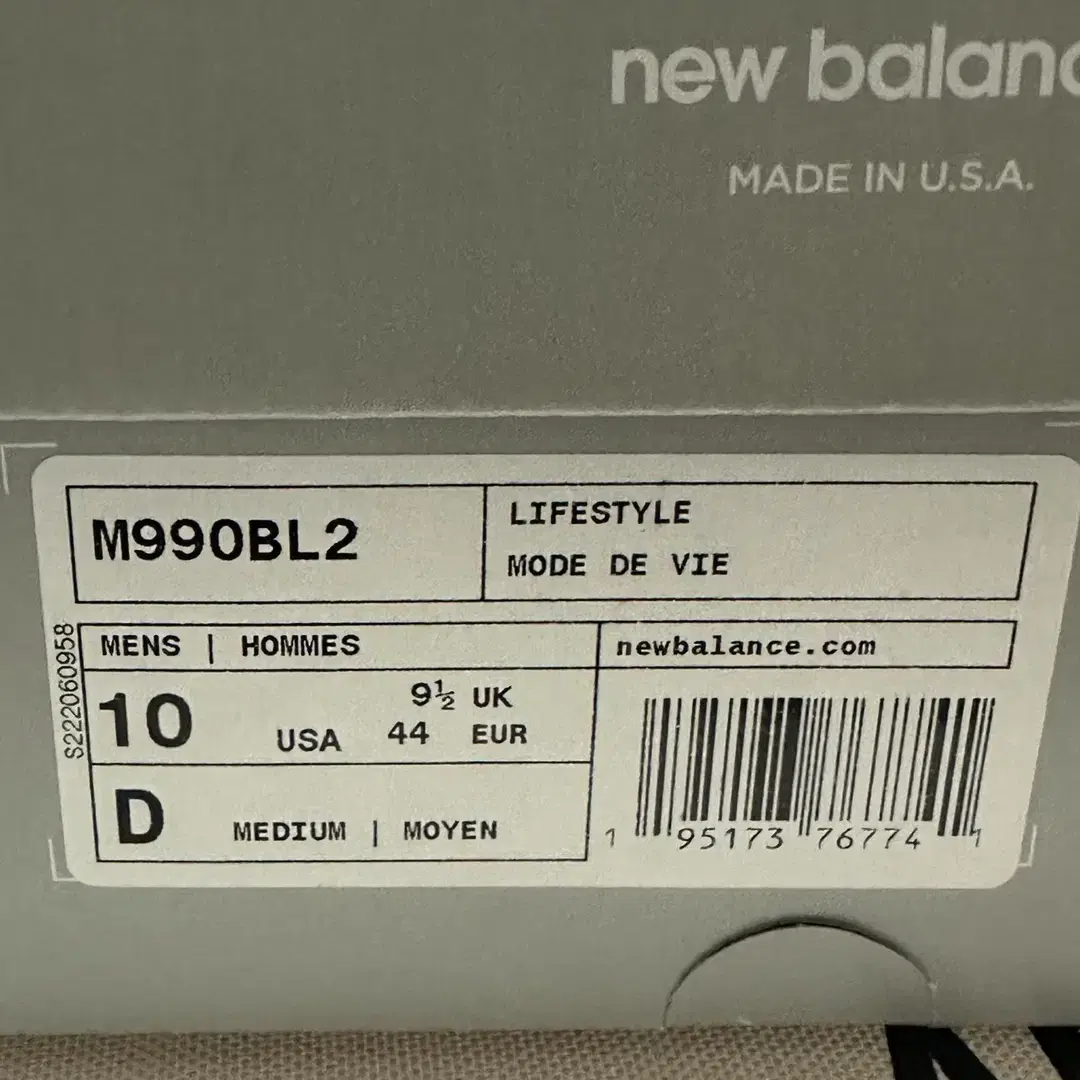 new balanc
MADE IN U.S.A.
M990BL2
LIFESTYLE
MODE DE VIE
S222060958
MENS | HOMMES
newbalance.com
10 USA
9½ UK
44 EUR
D MEDIUM | MOYEN
1 95173 76774 1